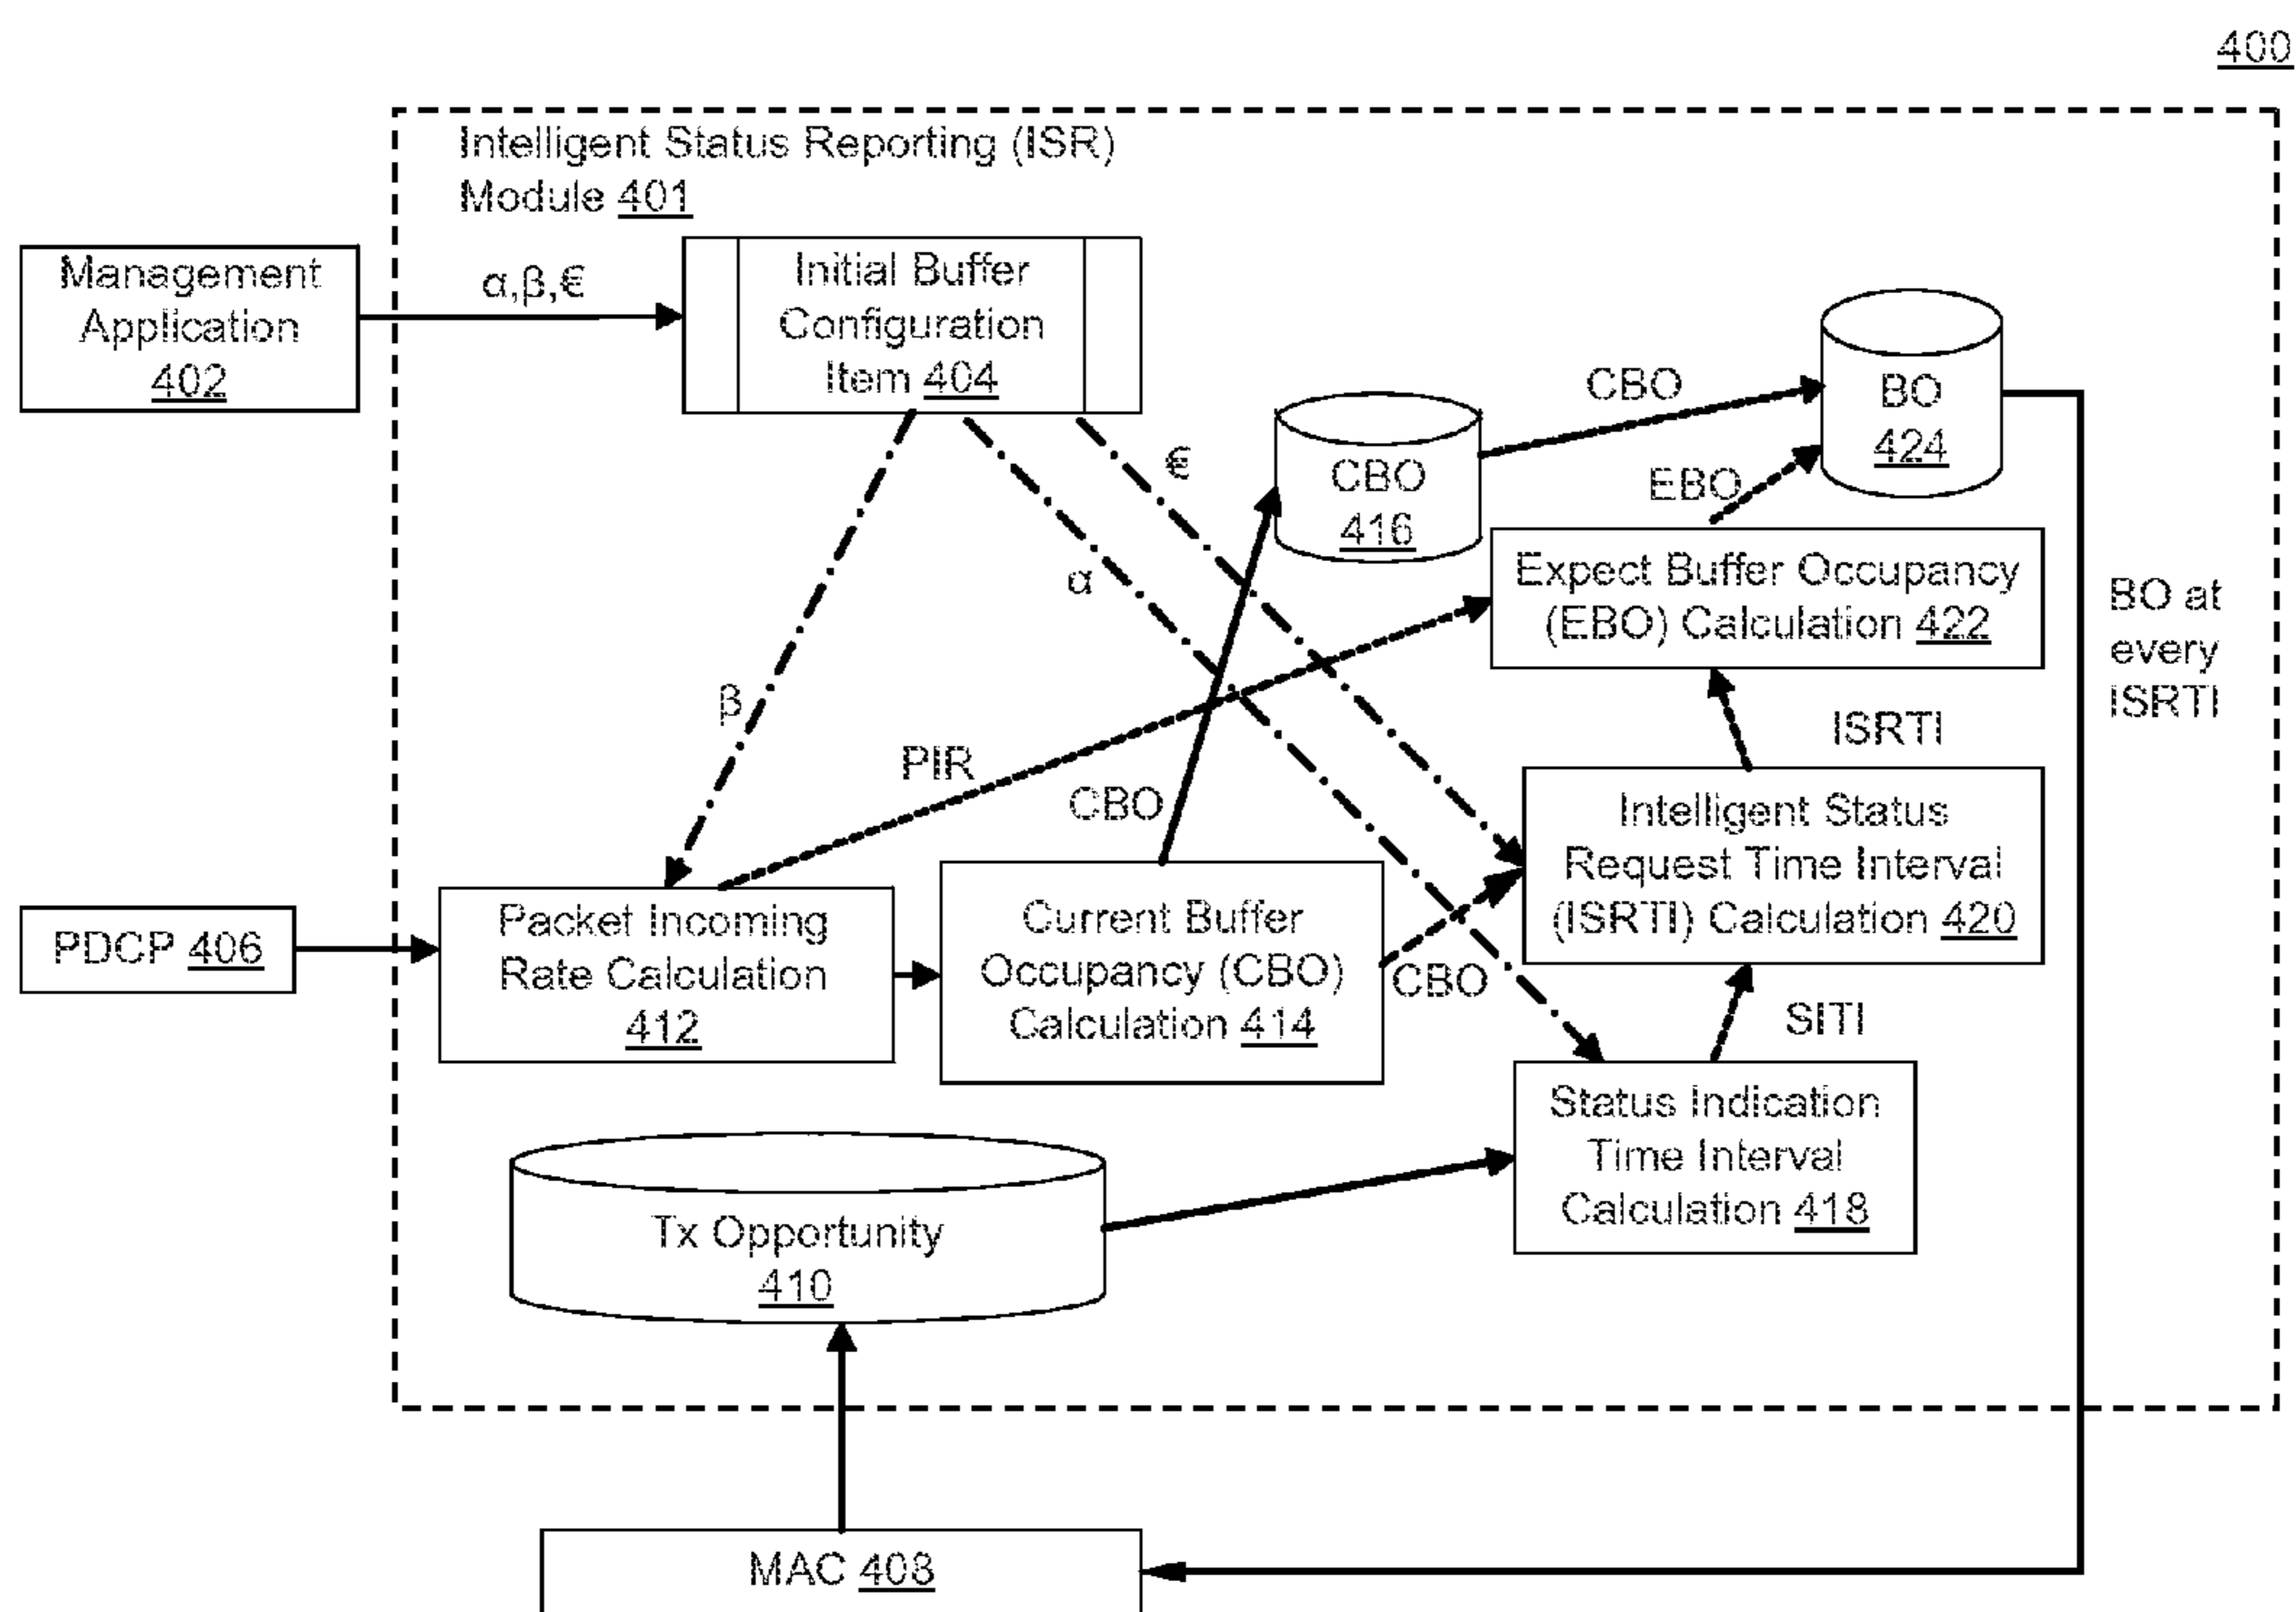 400
Intelligent Status Reporting (ISR)
Module 401
Management
Application
402
α,β,€
Initial Buffer
Configuration
Item 404
CBO
BO
424
€
CBO
416
EBO
α
Expect Buffer Occupancy
(EBO) Calculation 422
BO at
every
ISRTI
β
PIR
CBO
ISRTI
Intelligent Status
Request Time Interval
(ISRTI) Calculation 420
PDCP 406
Packet Incoming
Rate Calculation
412
Current Buffer
Occupancy (CBO)
Calculation 414
CBO
SITI
Status Indication
Time Interval
Calculation 418
Tx Opportunity
410
MAC 408